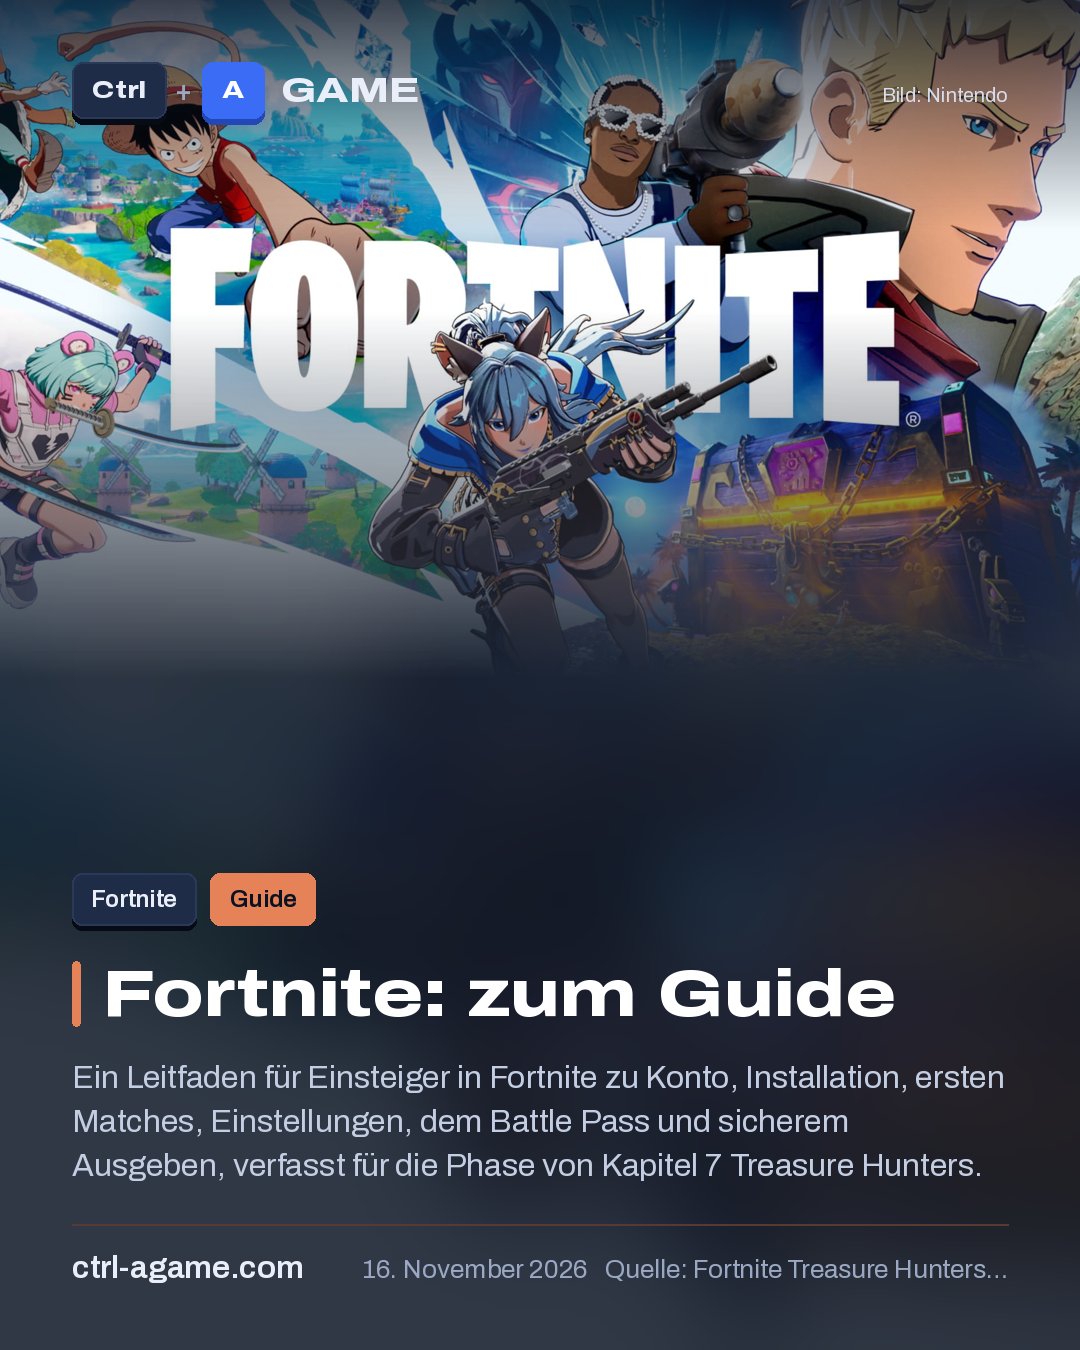 Ctrl + A GAME
Bild: Nintendo
FORTNITE®
Fortnite Guide
Fortnite: zum Guide
Ein Leitfaden für Einsteiger in Fortnite zu Konto, Installation, ersten
Matches, Einstellungen, dem Battle Pass und sicherem
Ausgeben, verfasst für die Phase von Kapitel 7 Treasure Hunters.
ctrl-agame.com
16. November 2026 Quelle: Fortnite Treasure Hunters...